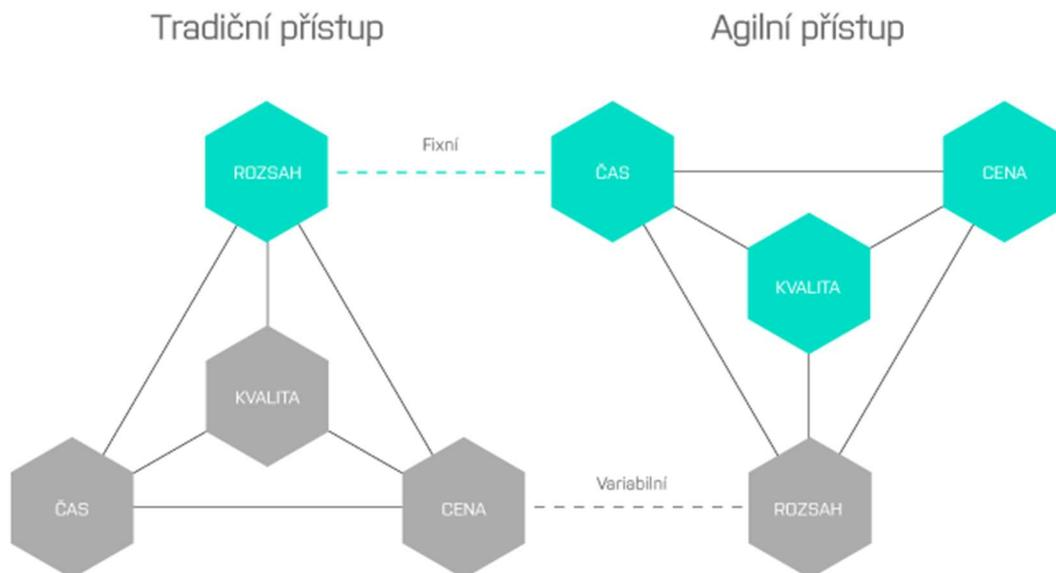 Tradiční přístup
Agilní přístup
ROZSAH
Fixní
ČAS
CENA
KVALITA
KVALITA
ČAS
CENA
Variabilní
ROZSAH